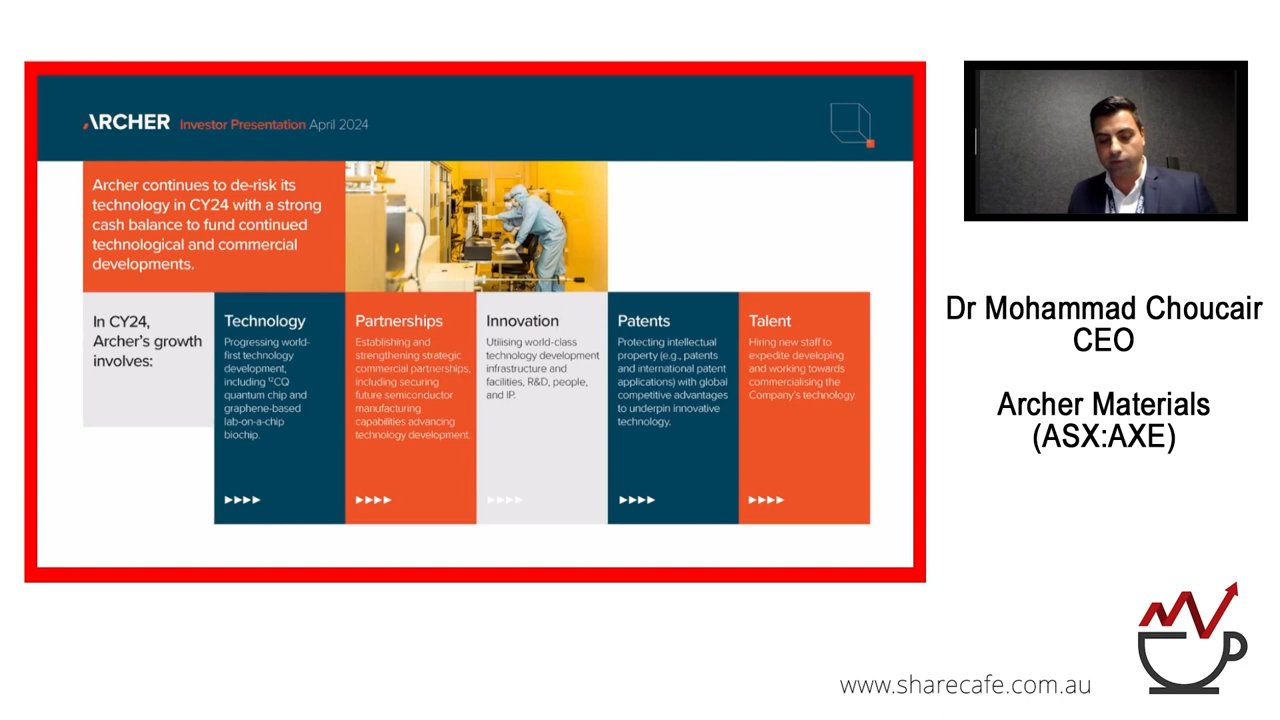 ARCHER Investor Presentation April 2024
Archer continues to de-risk its
technology in CY24 with a strong
cash balance to fund continued
technological and commercial
developments.
In CY24,
Archer's growth
involves:
Technology
Progressing world-
first technology
development,
including ¹²CQ
quantum chip and
graphene-based
lab-on-a-chip
biochip.
Partnerships
Establishing and
strengthening strategic
commercial partnerships,
including securing
future semiconductor
manufacturing
capabilities advancing
technology development.
Innovation
Utilising world-class
technology development
infrastructure and
facilities, R&D, people,
and IP.
Patents
Protecting intellectual
property (e.g., patents
and international patent
applications) with global
competitive advantages
to underpin innovative
technology.
Talent
Hiring new staff to
expedite developing
and working towards
commercialising the
Company's technology.
Dr Mohammad Choucair
CEO
Archer Materials
(ASX:AXE)
www.sharecafe.com.au